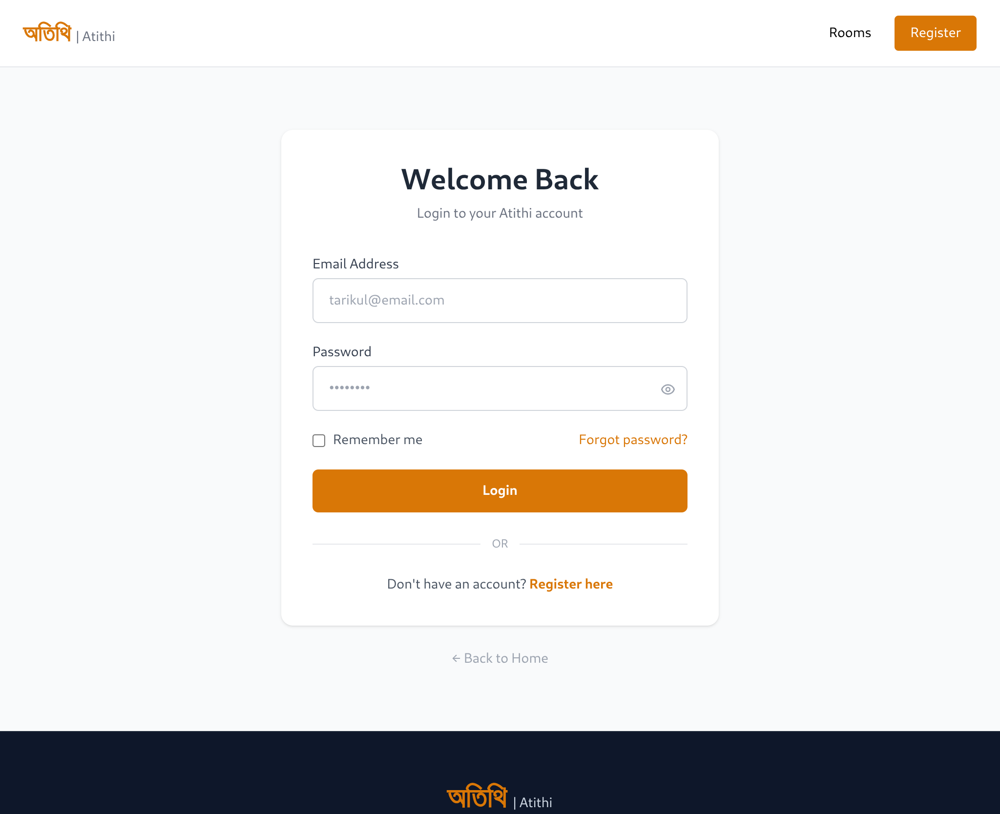 অতিথি | Atithi
Rooms
Register
Welcome Back
Login to your Atithi account
Email Address
tarikul@email.com
Password
••••••••
Remember me
Forgot password?
Login
OR
Don't have an account? Register here
← Back to Home
অতিথি | Atithi